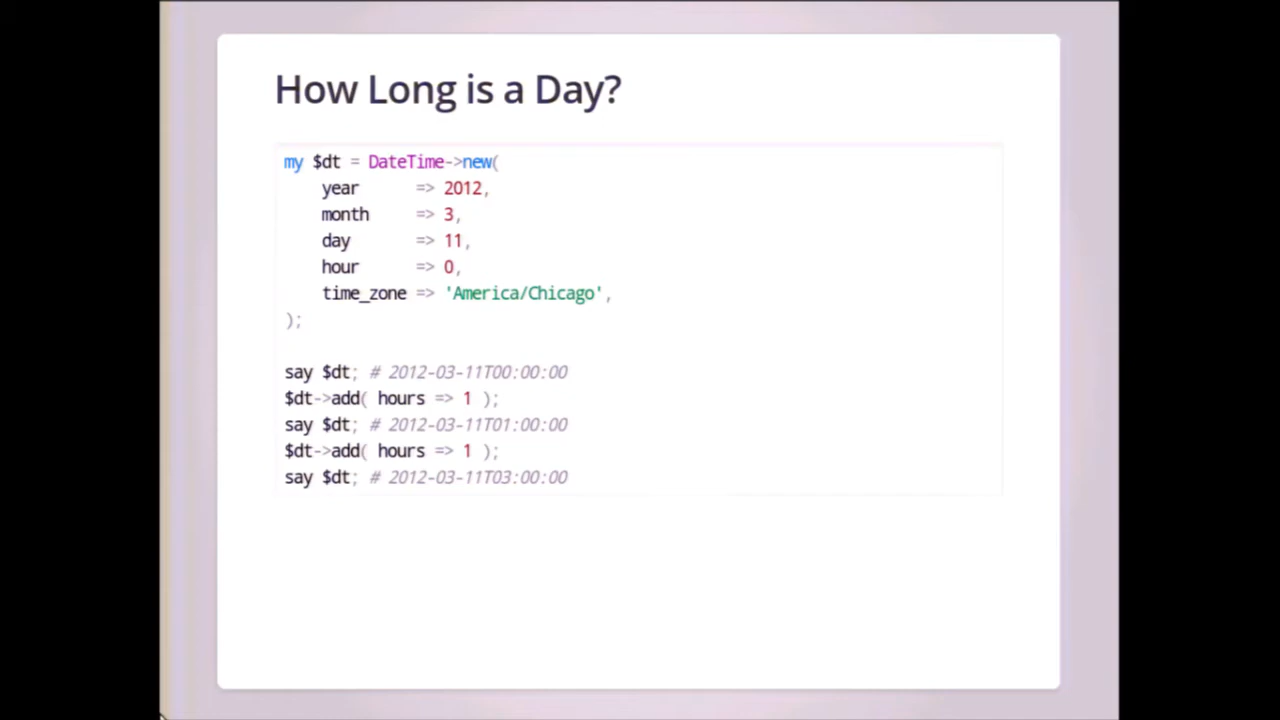 How Long is a Day?
my $dt = DateTime->new(
    year      => 2012,
    month     => 3,
    day       => 11,
    hour      => 0,
    time_zone => 'America/Chicago',
);
say $dt; # 2012-03-11T00:00:00
$dt->add( hours => 1 );
say $dt; # 2012-03-11T01:00:00
$dt->add( hours => 1 );
say $dt; # 2012-03-11T03:00:00